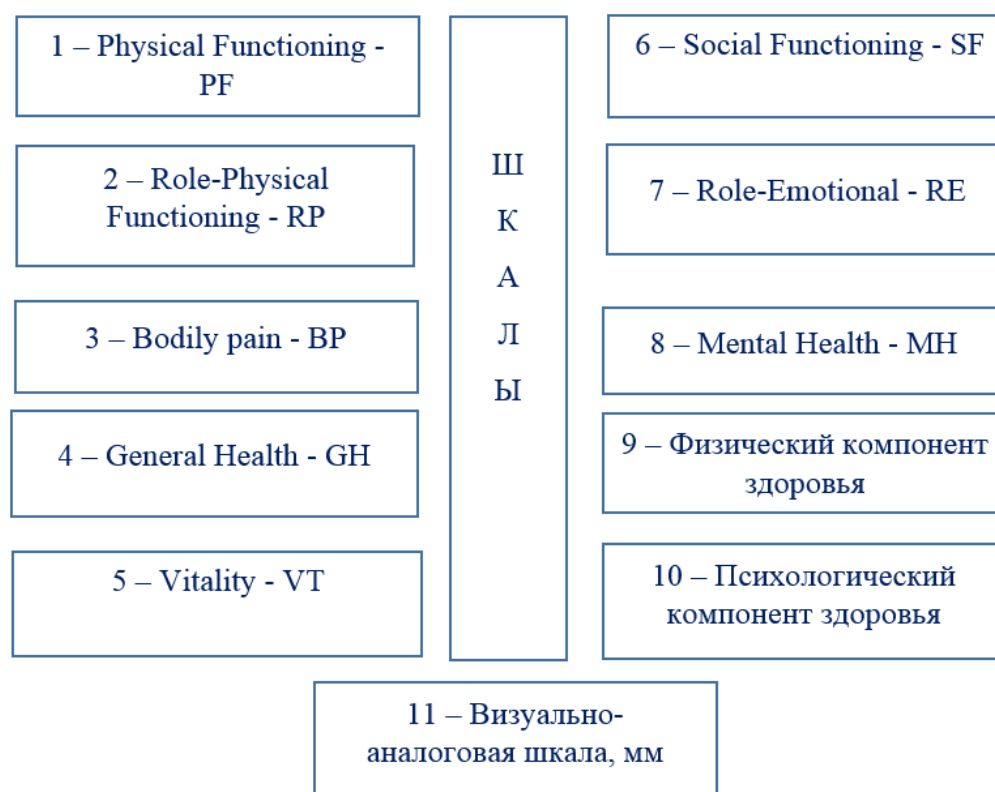 1 – Physical Functioning -
PF
2 – Role-Physical
Functioning - RP
3 – Bodily pain - BP
4 – General Health - GH
5 – Vitality - VT
Ш
К
А
Л
Ы
6 – Social Functioning - SF
7 – Role-Emotional - RE
8 – Mental Health - MH
9 – Физический компонент
здоровья
10 – Психологический
компонент здоровья
11 – Визуально-
аналоговая шкала, мм